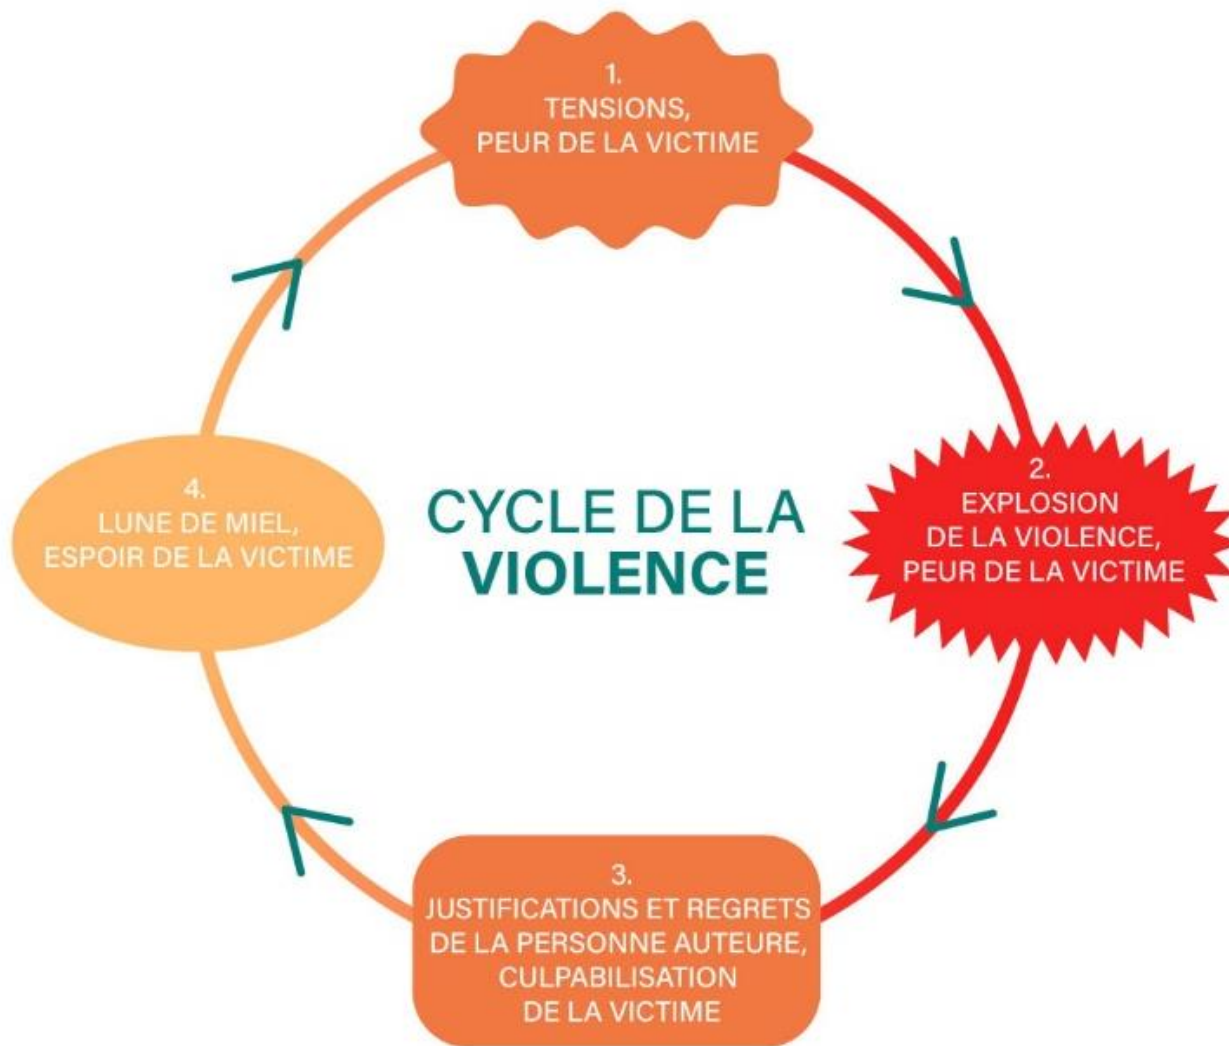 1.
TENSIONS,
PEUR DE LA VICTIME
2.
EXPLOSION
DE LA VIOLENCE,
PEUR DE LA VICTIME
3.
JUSTIFICATIONS ET REGRETS
DE LA PERSONNE AUTEURE,
CULPABILISATION
DE LA VICTIME
4.
LUNE DE MIEL,
ESPOIR DE LA VICTIME
CYCLE DE LA
VIOLENCE